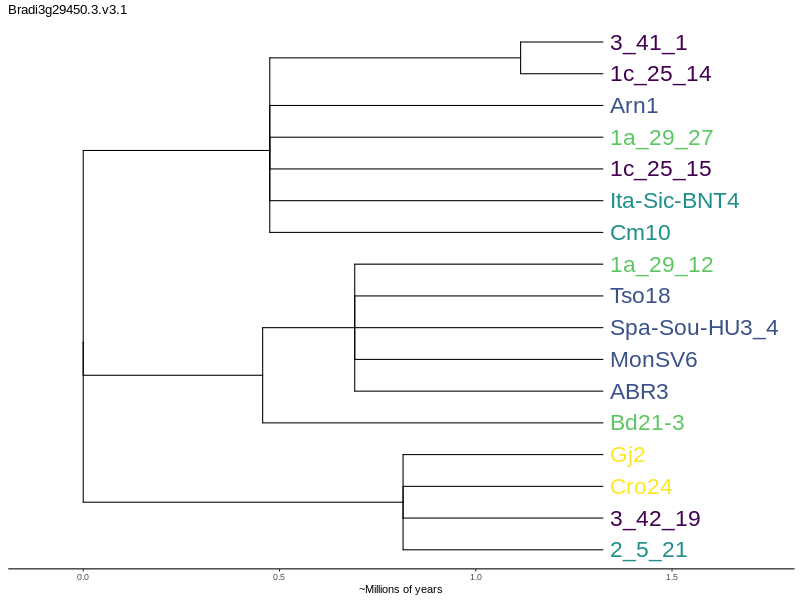 Bradi3g29450.3.v3.1
3_41_1
1c_25_14
Arn1
1a_29_27
1c_25_15
Ita-Sic-BNT4
Cm10
1a_29_12
Tso18
Spa-Sou-HU3_4
MonSV6
ABR3
Bd21-3
Gj2
Cro24
3_42_19
2_5_21
0.0 0.5 1.0 1.5
~Millions of years